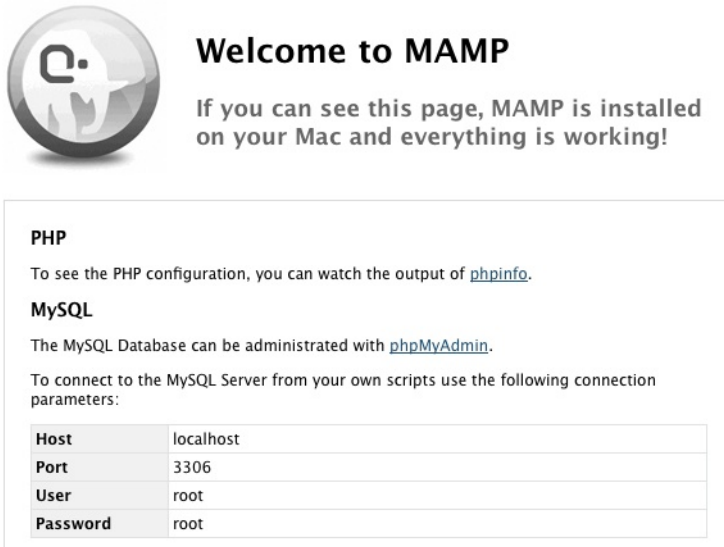 Welcome to MAMP
If you can see this page, MAMP is installed
on your Mac and everything is working!
PHP
To see the PHP configuration, you can watch the output of phpinfo.
MySQL
The MySQL Database can be administrated with phpMyAdmin.
To connect to the MySQL Server from your own scripts use the following connection
parameters:
Host localhost
Port 3306
User root
Password root